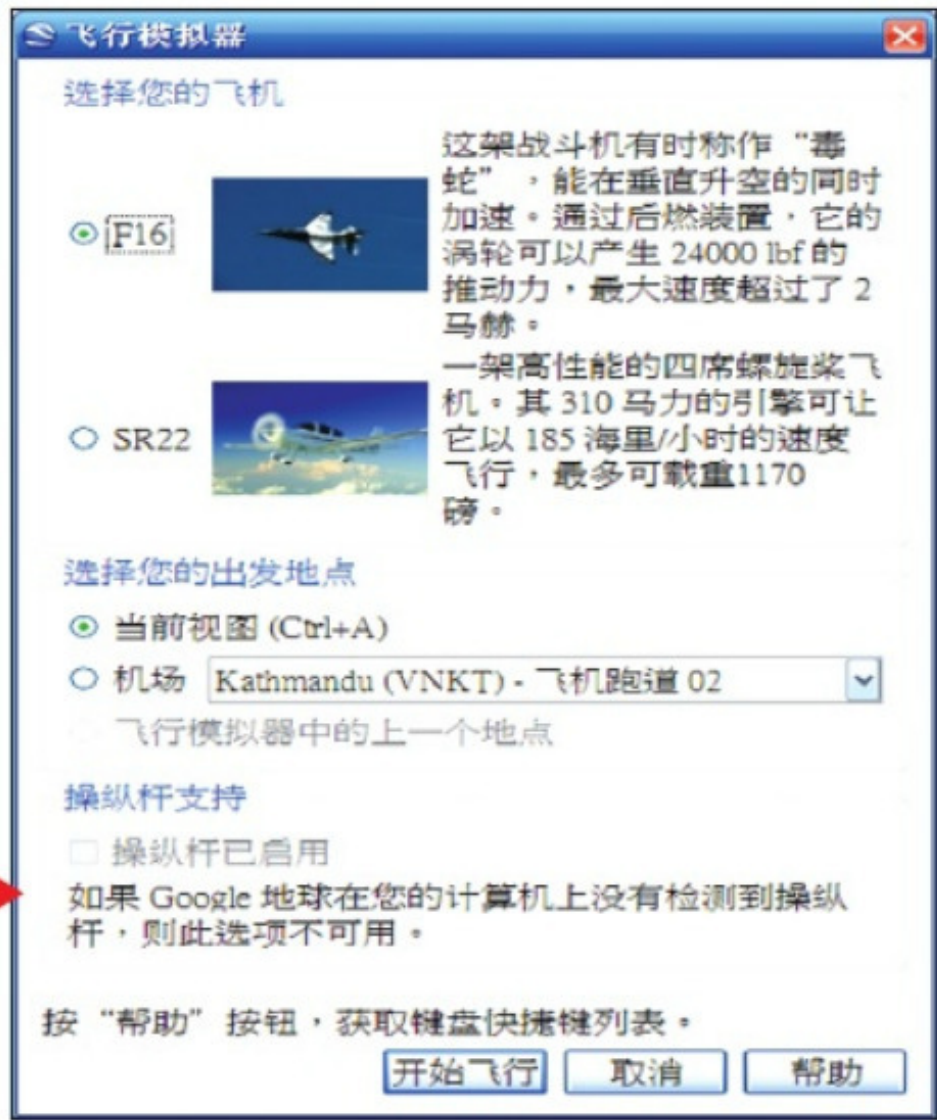 飞行模拟器
选择您的飞机
F16
这架战斗机有时称作“毒
蛇”，能在垂直升空的同时
加速。通过后燃装置，它的
涡轮可以产生 24000 lbf 的
推动力，最大速度超过了 2
马赫。
SR22
一架高性能的四席螺旋桨飞
机。其 310 马力的引擎可让
它以 185 海里/小时的速度
飞行，最多可载重1170
磅。
选择您的出发地点
当前视图 (Ctrl+A)
机场 Kathmandu (VNKT) - 飞机跑道 02
飞行模拟器中的上一个地点
操纵杆支持
操纵杆已启用
如果 Google 地球在您的计算机上没有检测到操纵
杆，则此选项不可用。
按“帮助”按钮，获取键盘快捷键列表。
开始飞行 取消 帮助